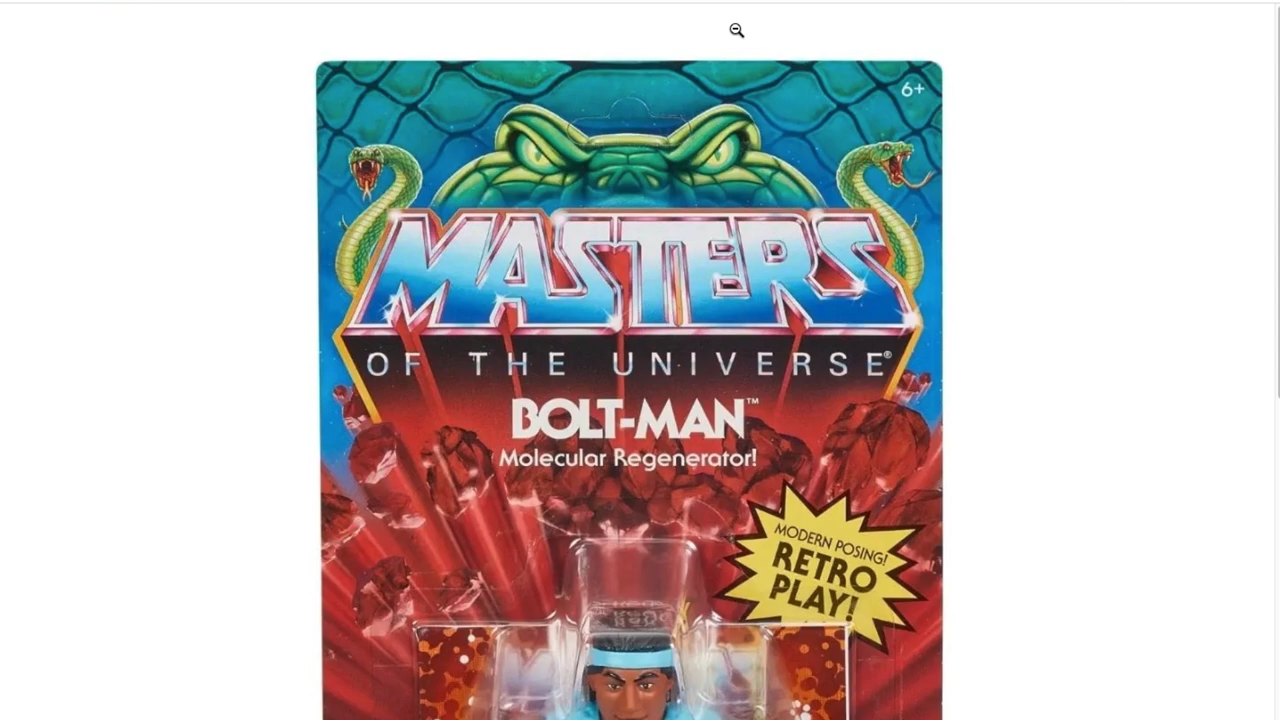 6+
MASTERS
OF THE UNIVERSE®
BOLT-MAN™
Molecular Regenerator!
MODERN POSING!
RETRO
PLAY!